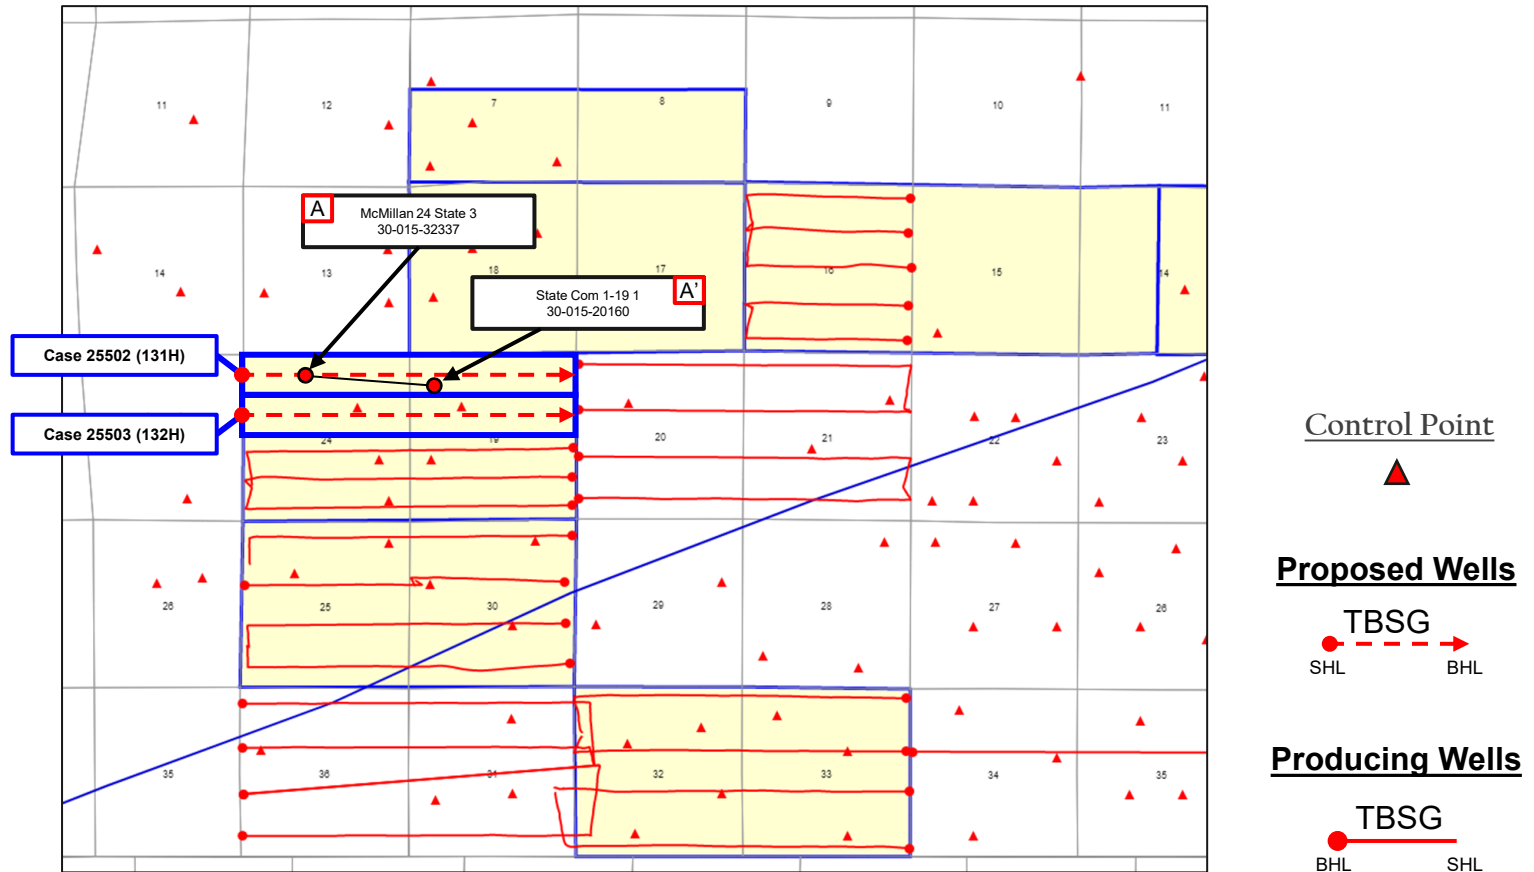 11
12
7
8
9
10
11
A
McMillan 24 State 3
30-015-32337
14
13
18
17
16
15
14
State Com 1-19 1
30-015-20160
A’
Case 25502 (131H)
Case 25503 (132H)
24
19
20
21
22
23
26
25
30
29
28
27
26
35
36
31
32
33
34
35
Control Point
Proposed Wells
TBSG
SHL
BHL
Producing Wells
TBSG
BHL
SHL